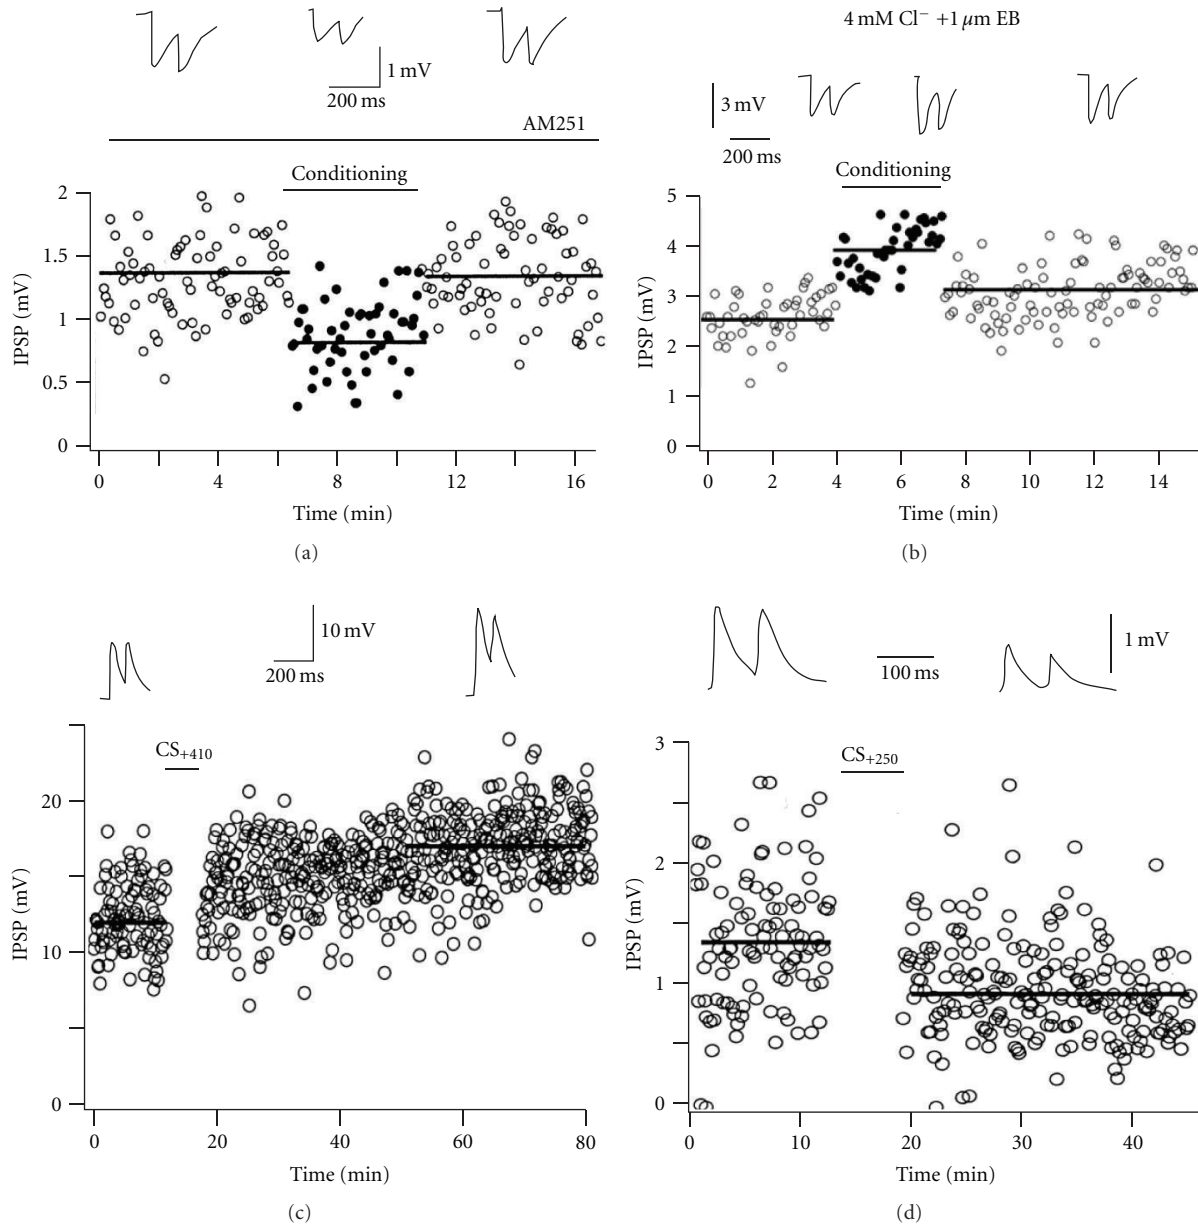 4 mM Cl⁻ +1 μm EB
1 mV
200 ms
AM251
Conditioning
2
1.5
1
0.5
0
IPSP (mV)
0 4 8 12 16
Time (min)
(a)
3 mV
200 ms
Conditioning
5
4
3
2
1
0
IPSP (mV)
0 2 4 6 8 10 12 14
Time (min)
(b)
10 mV
200 ms
CS₊₄₁₀
20
10
0
IPSP (mV)
0 20 40 60 80
Time (min)
(c)
1 mV
100 ms
CS₊₂₅₀
3
2
1
0
IPSP (mV)
0 10 20 30 40
Time (min)
(d)